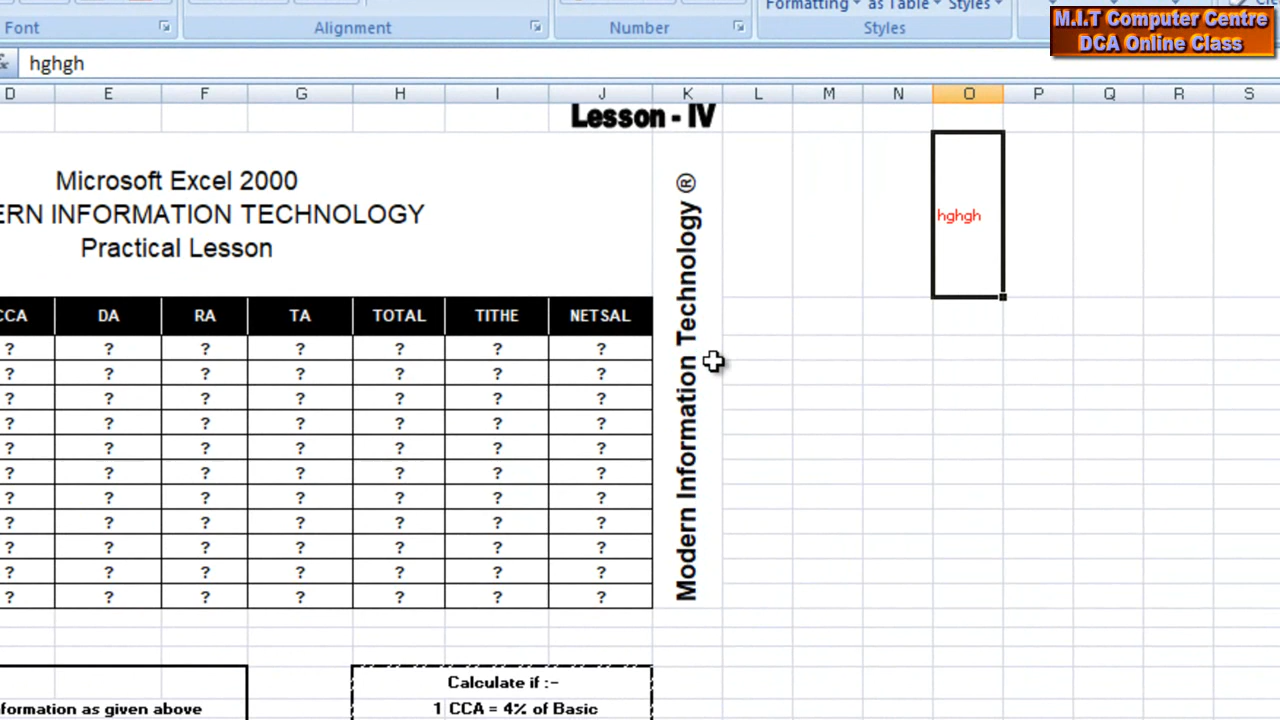 Formatting as Table Styles
Font Alignment Number Styles
M.I.T Computer Centre
DCA Online Class
hghgh
D E F G H I J K L M N O P Q R S
Lesson - IV
Microsoft Excel 2000
ERN INFORMATION TECHNOLOGY
Practical Lesson
Modern Information Technology ®
hghgh
CCA DA RA TA TOTAL TITHE NETSAL
? ? ? ? ? ? ?
? ? ? ? ? ? ?
? ? ? ? ? ? ?
? ? ? ? ? ? ?
? ? ? ? ? ? ?
? ? ? ? ? ? ?
? ? ? ? ? ? ?
? ? ? ? ? ? ?
? ? ? ? ? ? ?
? ? ? ? ? ? ?
? ? ? ? ? ? ?
Calculate if :-
nformation as given above
1 CCA = 4% of Basic